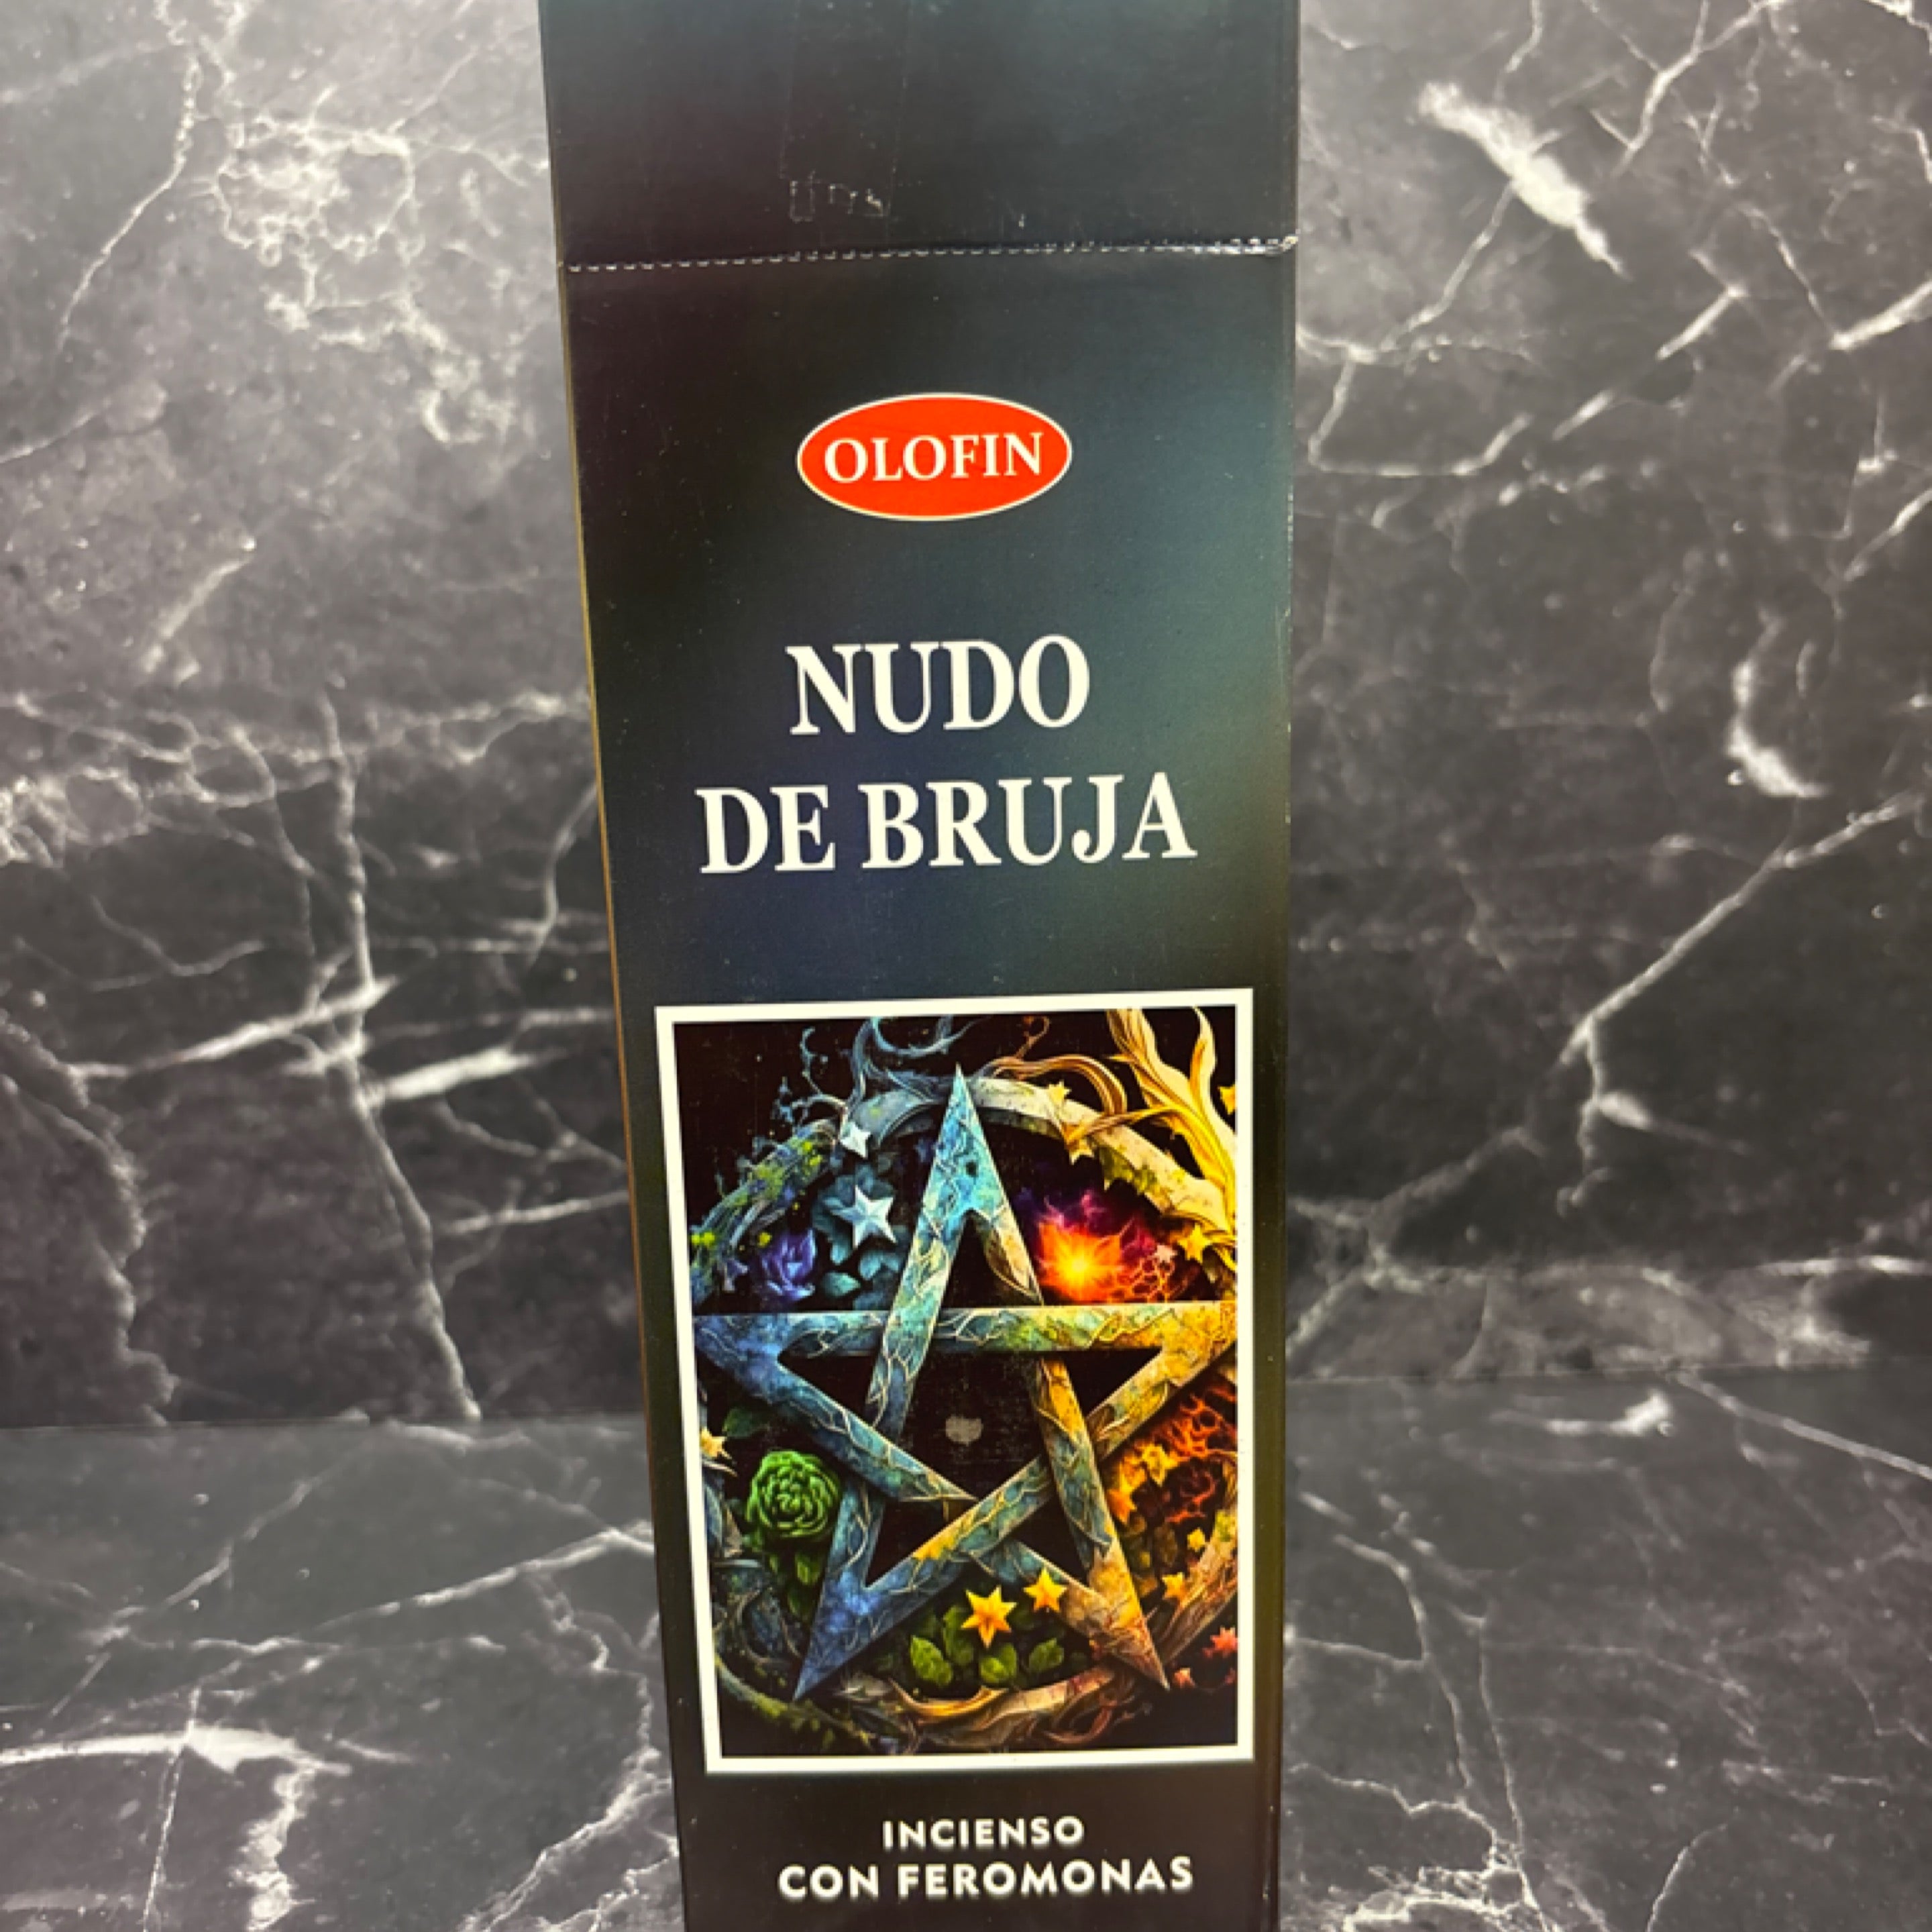 OLOFIN
NUDO
DE BRUJA
INCIENSO
CON FEROMONAS